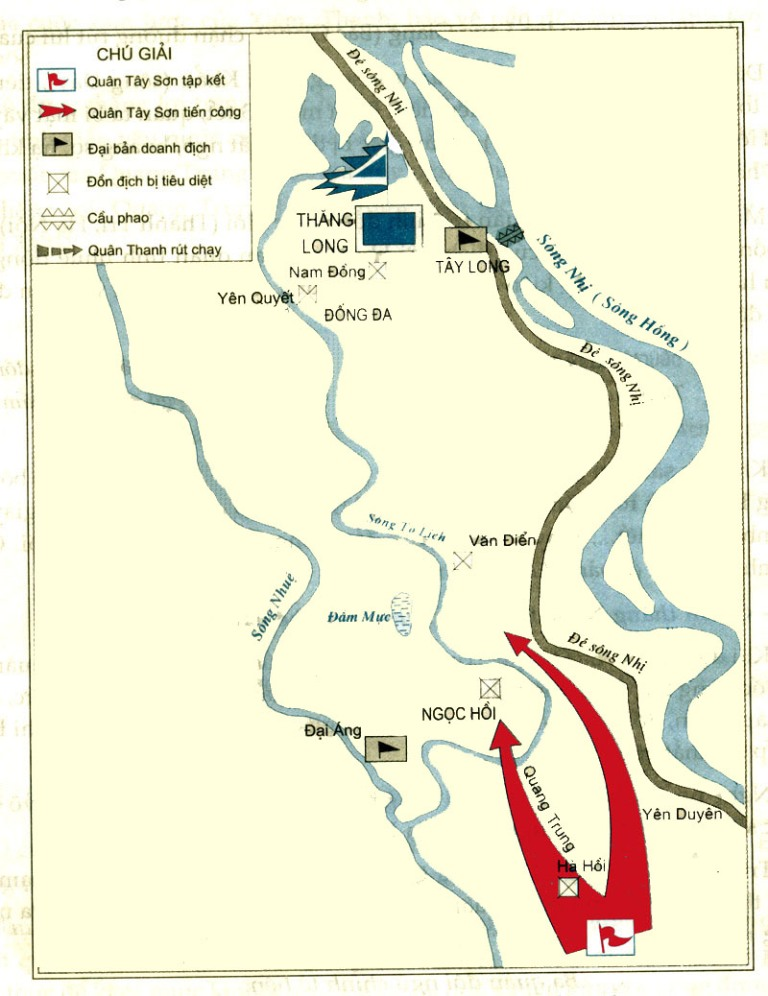 CHÚ GIẢI
Quân Tây Sơn tập kết
Quân Tây Sơn tiến công
Đại bản doanh địch
Đồn địch bị tiêu diệt
Cầu phao
Quân Thanh rút chạy
Đê sông Nhị
THĂNG
LONG
TÂY LONG
Sông Nhị ( Sông Hồng )
Nam Đồng
Yên Quyết
ĐỐNG ĐA
Đê sông Nhị
Sông Tô Lịch
Văn Điển
Sông Nhuệ
Đầm Mực
Đê sông Nhị
NGỌC HỒI
Đại Áng
Quang Trung
Yên Duyên
Hà Hồi